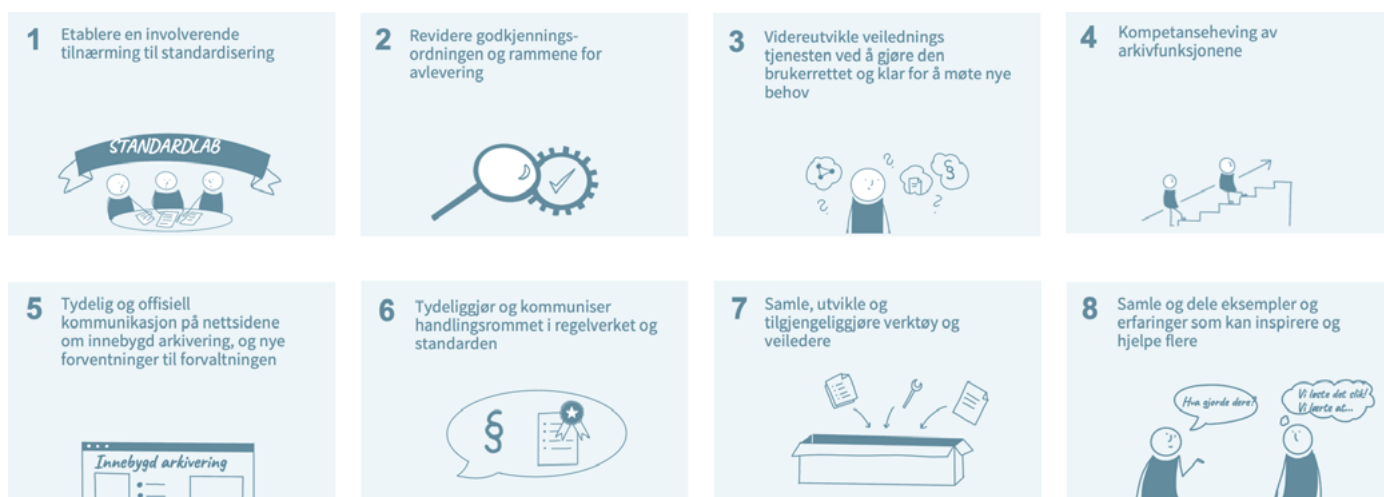 1
Etablere en involverende
tilnærming til standardisering
STANDARDLAB
2
Revidere godkjennings-
ordningen og rammene for
avlevering
3
Videreutvikle veilednings
tjenesten ved å gjøre den
brukerrettet og klar for å møte nye
behov
§
4
Kompetanseheving av
arkivfunksjonene
5
Tydelig og offisiell
kommunikasjon på nettsidene
om innebygd arkivering, og nye
forventninger til forvaltningen
Innebygd arkivering
6
Tydeliggjør og kommuniser
handlingsrommet i regelverket og
standarden
§
7
Samle, utvikle og
tilgjengeliggjøre verktøy og
veiledere
8
Samle og dele eksempler og
erfaringer som kan inspirere og
hjelpe flere
Hva gjorde dere?
Vi løste det slik!
Vi lærte at...